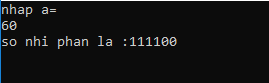 nhap a=
60
so nhi phan la :111100